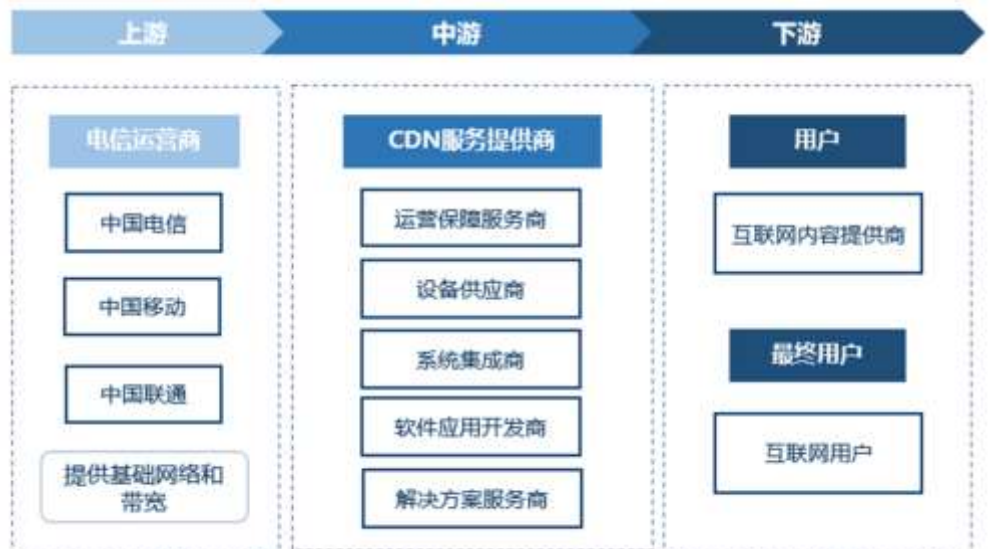 上游
中游
下游
电信运营商
中国电信
中国移动
中国联通
提供基础网络和
带宽
CDN服务提供商
运营保障服务商
设备供应商
系统集成商
软件应用开发商
解决方案服务商
用户
互联网内容提供商
最终用户
互联网用户